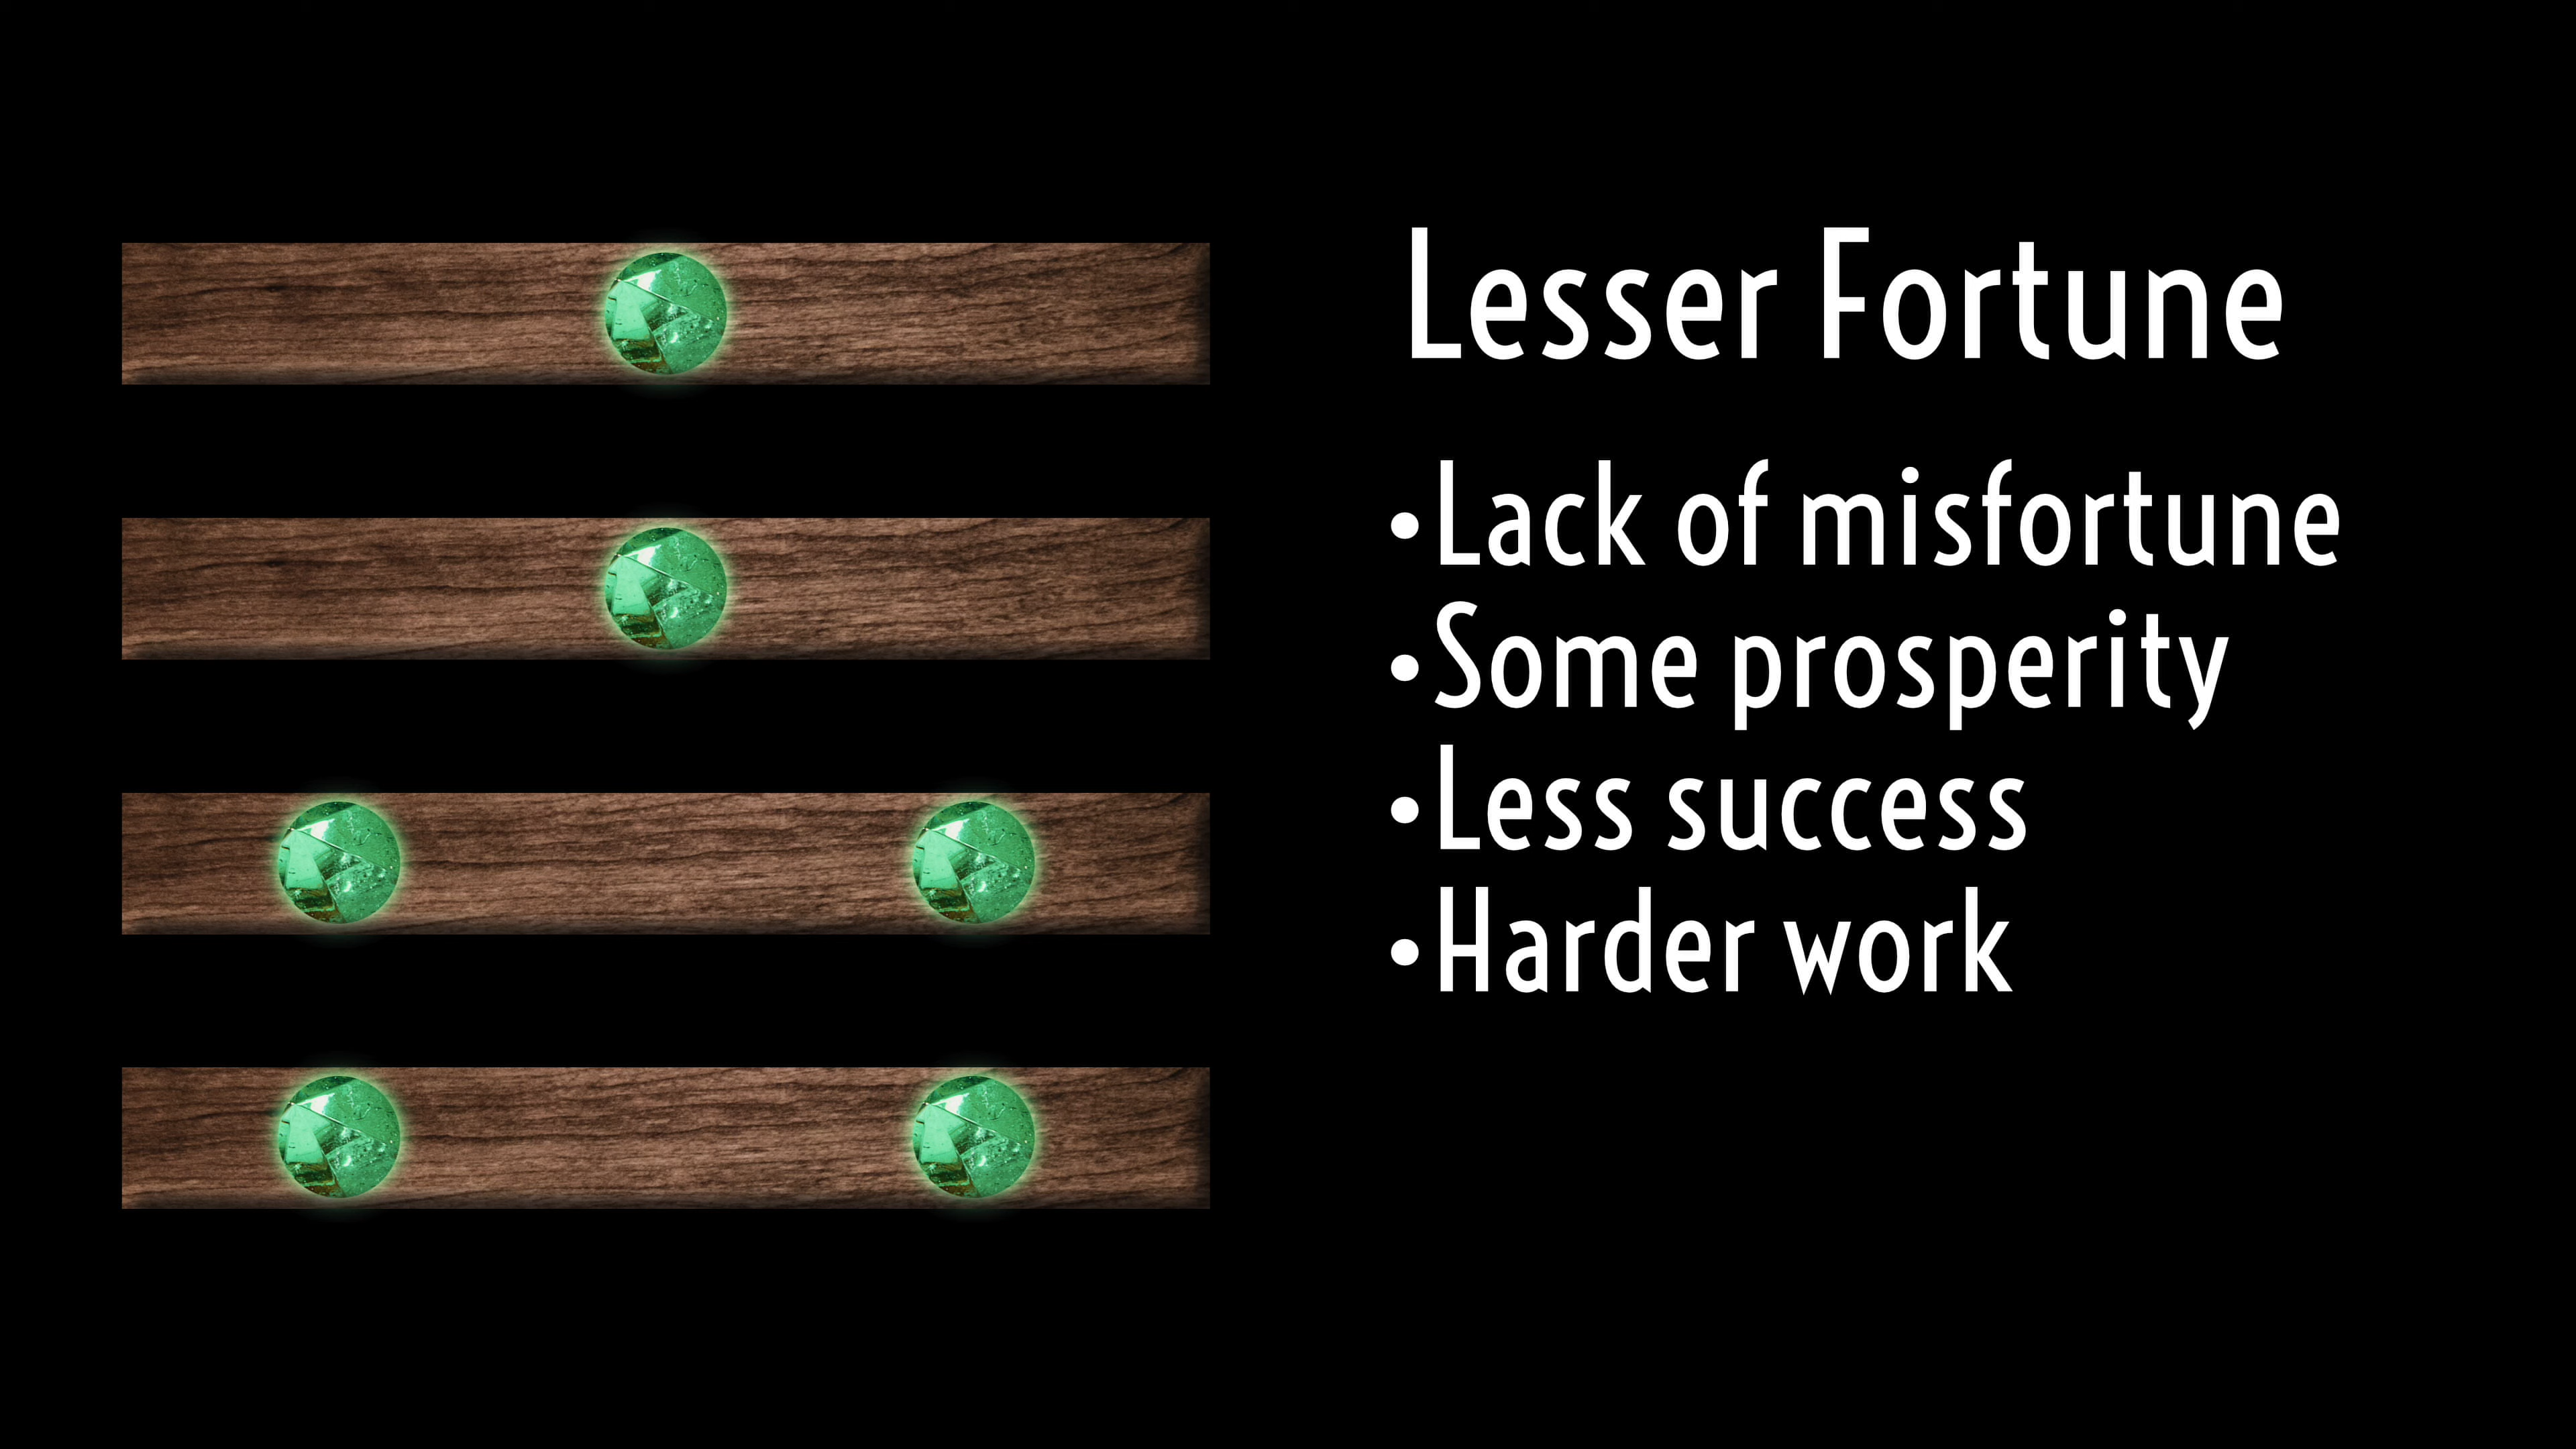 Lesser Fortune
•Lack of misfortune
•Some prosperity
•Less success
•Harder work